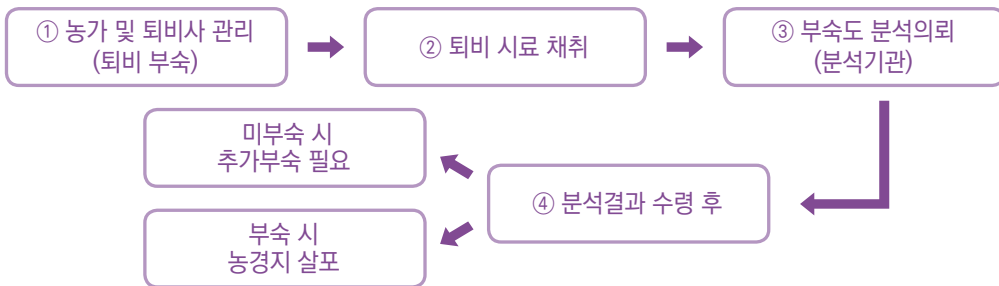 ① 농가 및 퇴비사 관리
(퇴비 부숙)
② 퇴비 시료 채취
③ 부숙도 분석의뢰
(분석기관)
미부숙 시
추가부숙 필요
④ 분석결과 수령 후
부숙 시
농경지 살포